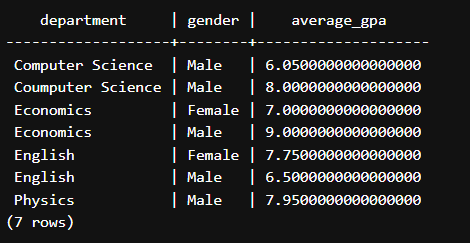 department | gender | average_gpa
-------------------+--------+--------------------
Computer Science | Male | 6.0500000000000000
Coumputer Science | Male | 8.0000000000000000
Economics | Female | 7.0000000000000000
Economics | Male | 9.0000000000000000
English | Female | 7.7500000000000000
English | Male | 6.5000000000000000
Physics | Male | 7.9500000000000000
(7 rows)